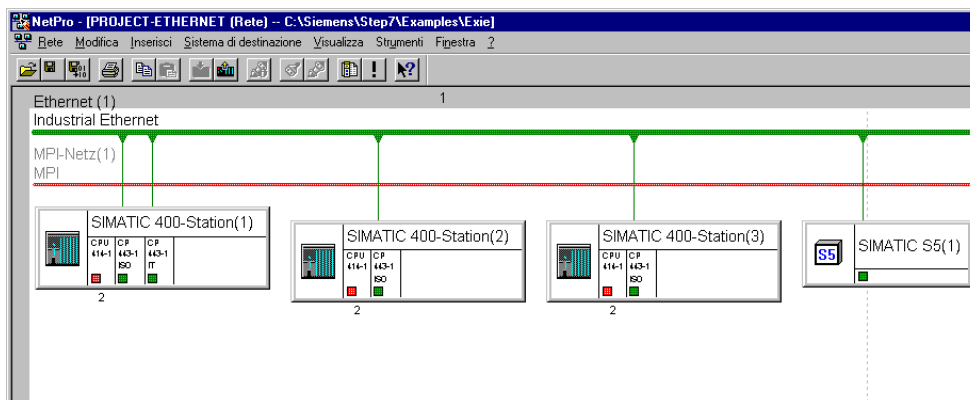 NetPro - [PROJECT-ETHERNET (Rete) -- C:\Siemens\Step7\Examples\Exie]
Rete Modifica Inserisci Sistema di destinazione Visualizza Strumenti Finestra ?
Ethernet (1) 1
Industrial Ethernet
MPI-Netz(1)
MPI
SIMATIC 400-Station(1)
CPU CP CP
414-1 443-1 443-1
ISO IT
2
SIMATIC 400-Station(2)
CPU CP
414-1 443-1
ISO
2
SIMATIC 400-Station(3)
CPU CP
414-1 443-1
ISO
2
S5
SIMATIC S5(1)